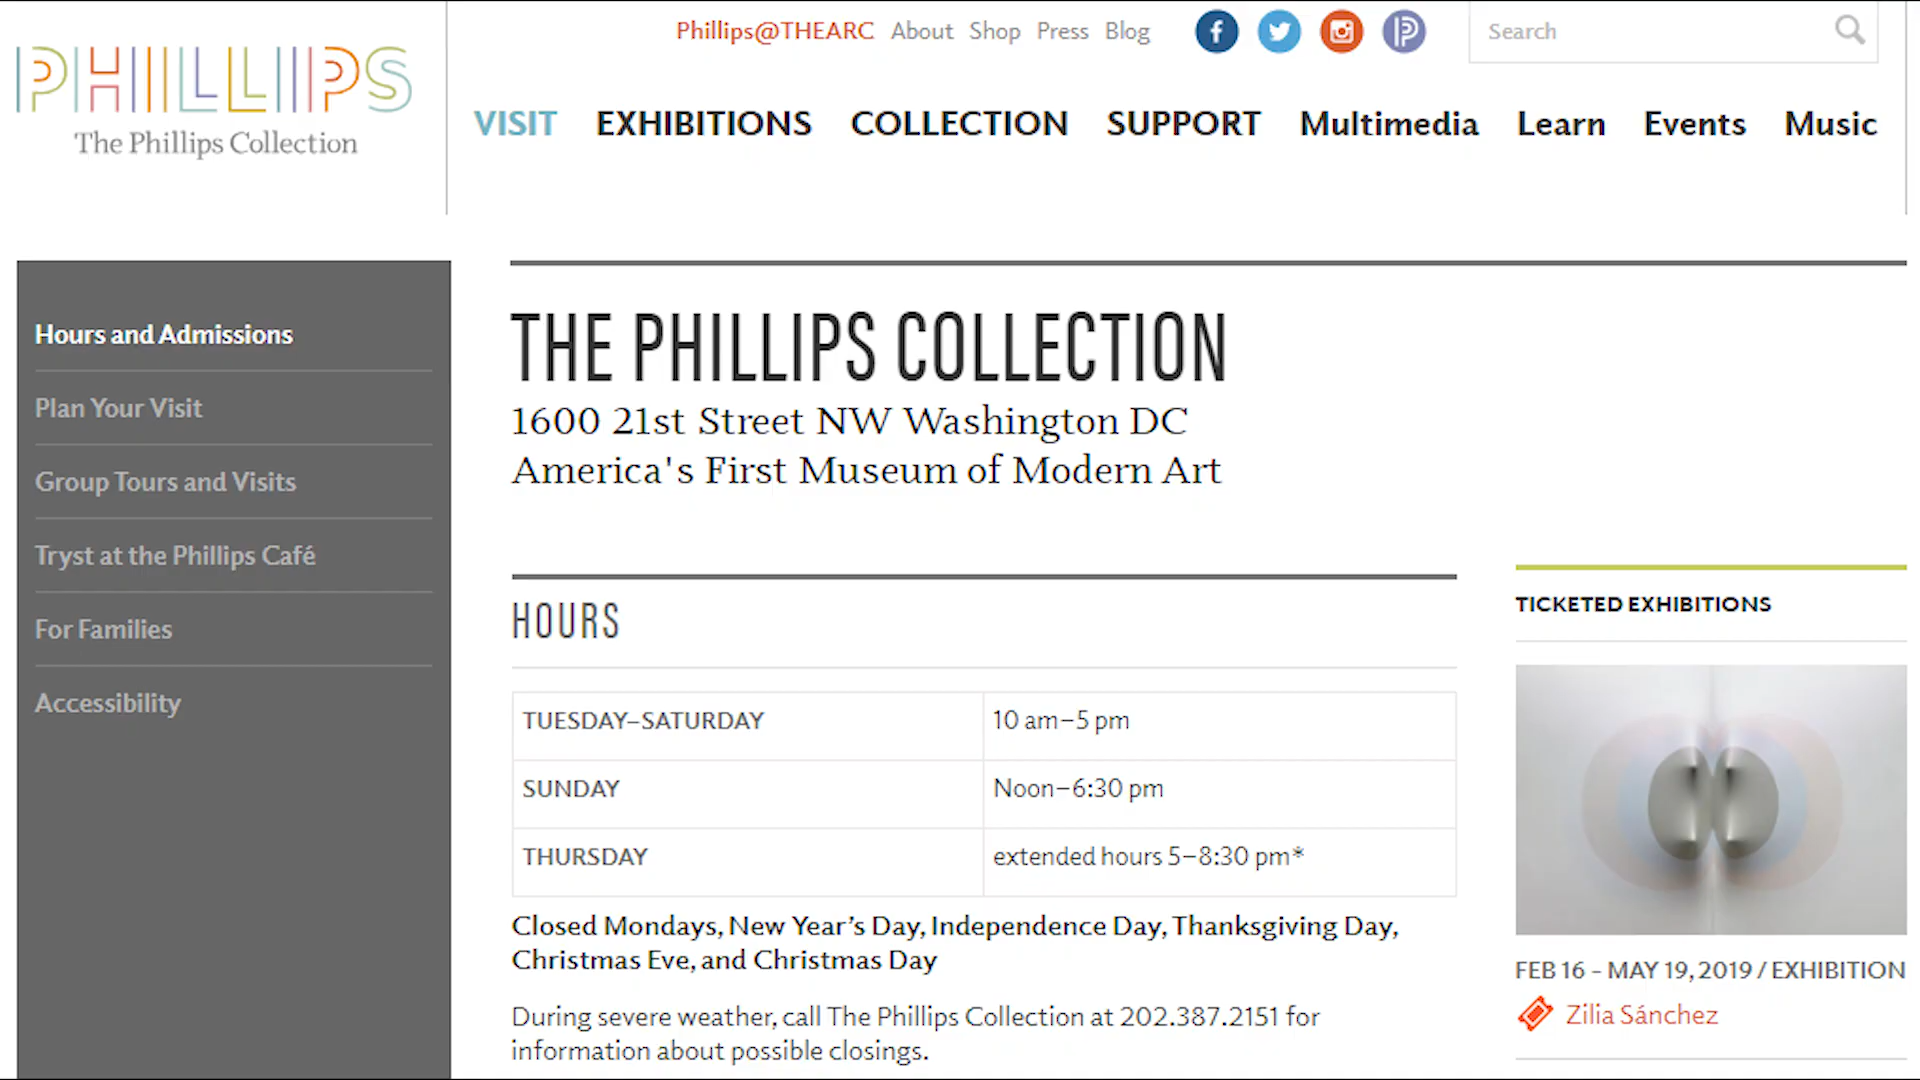 PHILLIPS
The Phillips Collection
Phillips@THEARC About Shop Press Blog
Search
VISIT EXHIBITIONS COLLECTION SUPPORT Multimedia Learn Events Music
Hours and Admissions
Plan Your Visit
Group Tours and Visits
Tryst at the Phillips Café
For Families
Accessibility
THE PHILLIPS COLLECTION
1600 21st Street NW Washington DC
America's First Museum of Modern Art
HOURS
TUESDAY–SATURDAY 10 am–5 pm
SUNDAY Noon–6:30 pm
THURSDAY extended hours 5–8:30 pm*
Closed Mondays, New Year’s Day, Independence Day, Thanksgiving Day,
Christmas Eve, and Christmas Day
During severe weather, call The Phillips Collection at 202.387.2151 for
information about possible closings.
TICKETED EXHIBITIONS
FEB 16 - MAY 19, 2019 / EXHIBITION
Zilia Sánchez